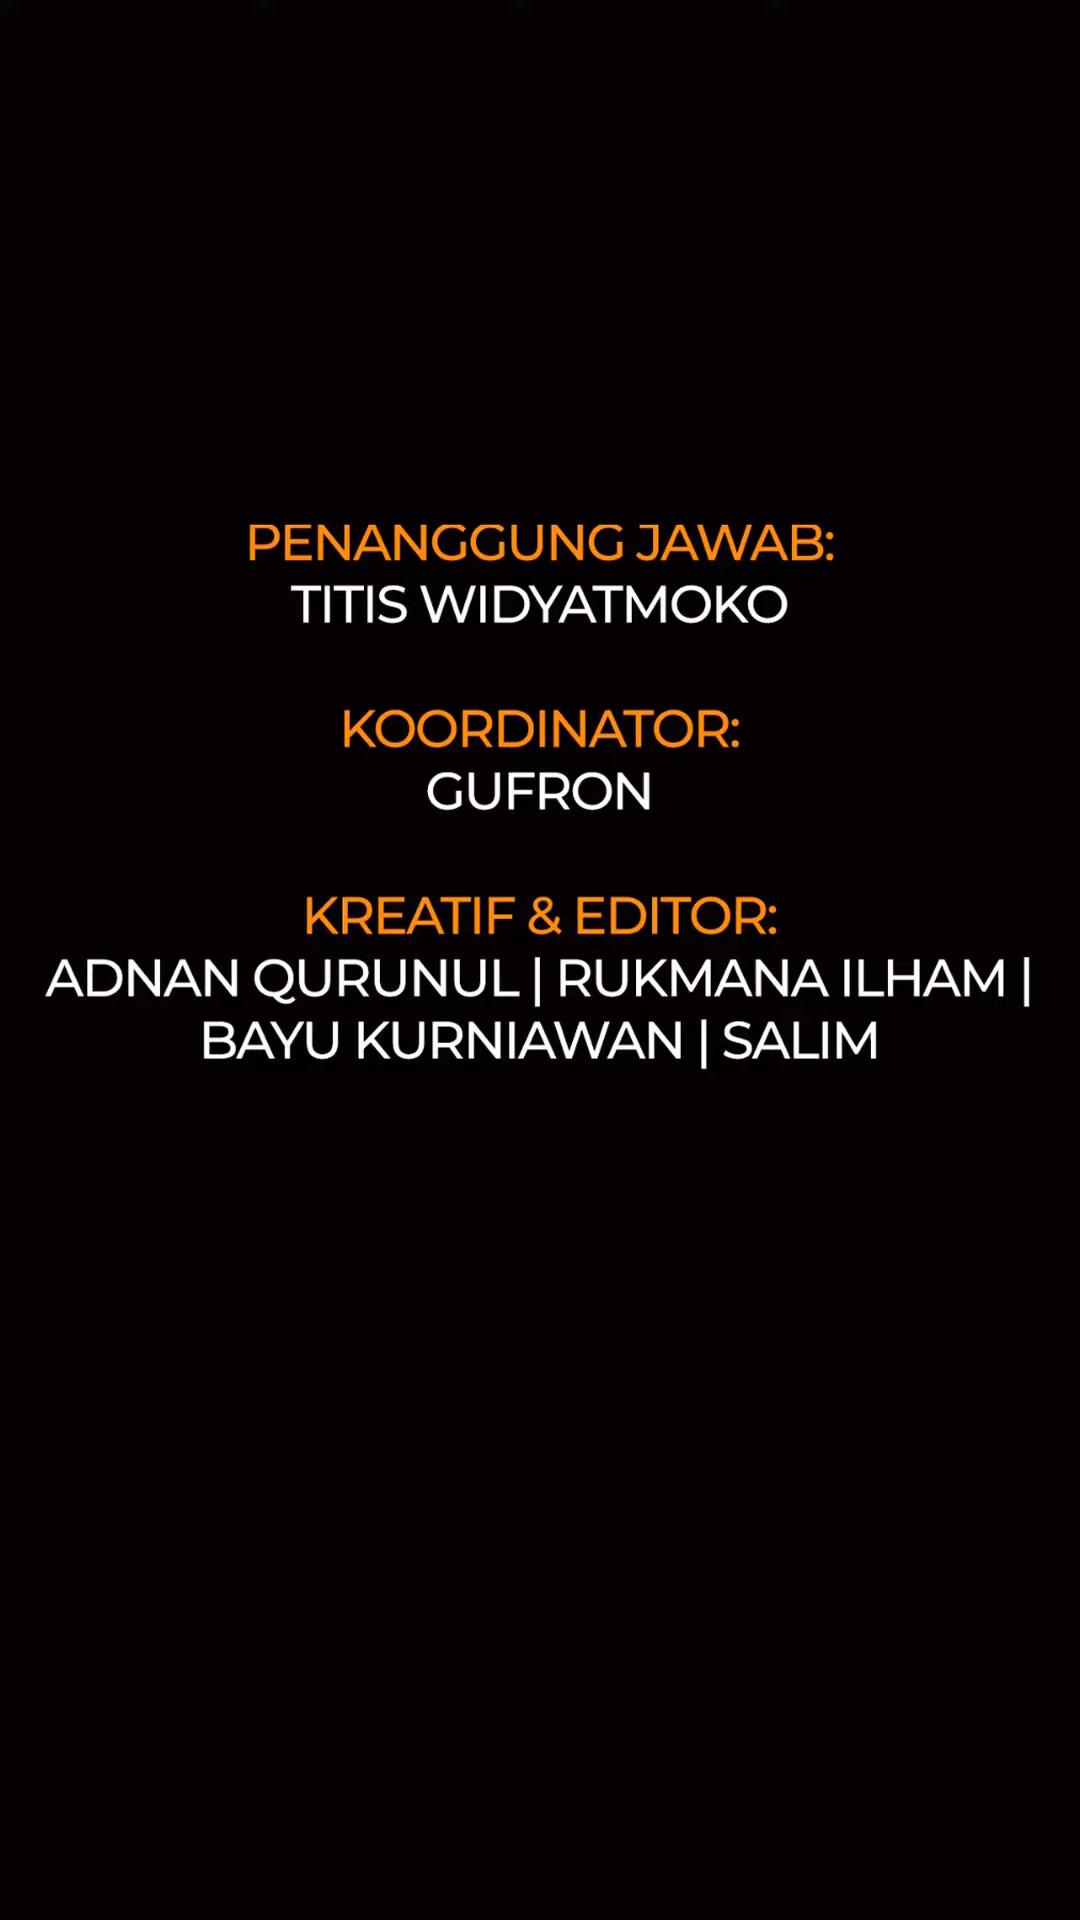 PENANGGUNG JAWAB:
TITIS WIDYATMOKO
KOORDINATOR:
GUFRON
KREATIF & EDITOR:
ADNAN QURUNUL | RUKMANA ILHAM |
BAYU KURNIAWAN | SALIM